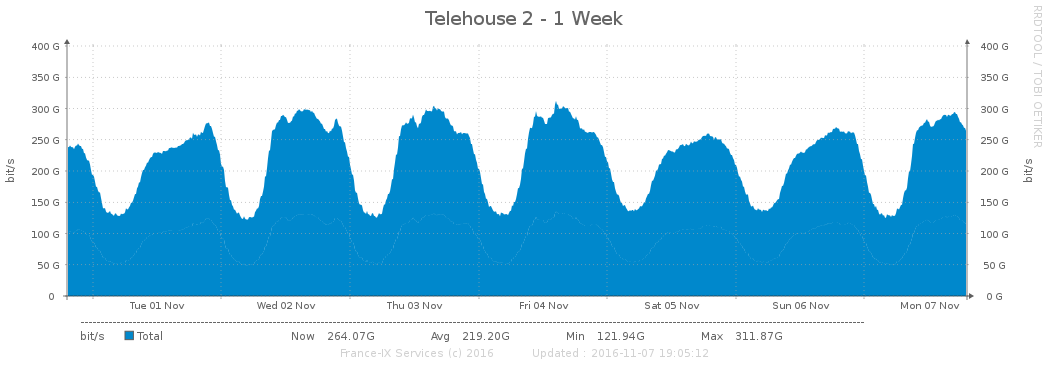 Telehouse 2 - 1 Week
RRDTOOL / TOBI OETIKER
400 G 400 G
350 G 350 G
300 G 300 G
250 G 250 G
200 G 200 G
150 G 150 G
100 G 100 G
50 G 50 G
0 0 G
bit/s bit/s
Tue 01 Nov Wed 02 Nov Thu 03 Nov Fri 04 Nov Sat 05 Nov Sun 06 Nov Mon 07 Nov
bit/s Total Now 264.07G Avg 219.20G Min 121.94G Max 311.87G
France-IX Services (c) 2016 Updated : 2016-11-07 19:05:12